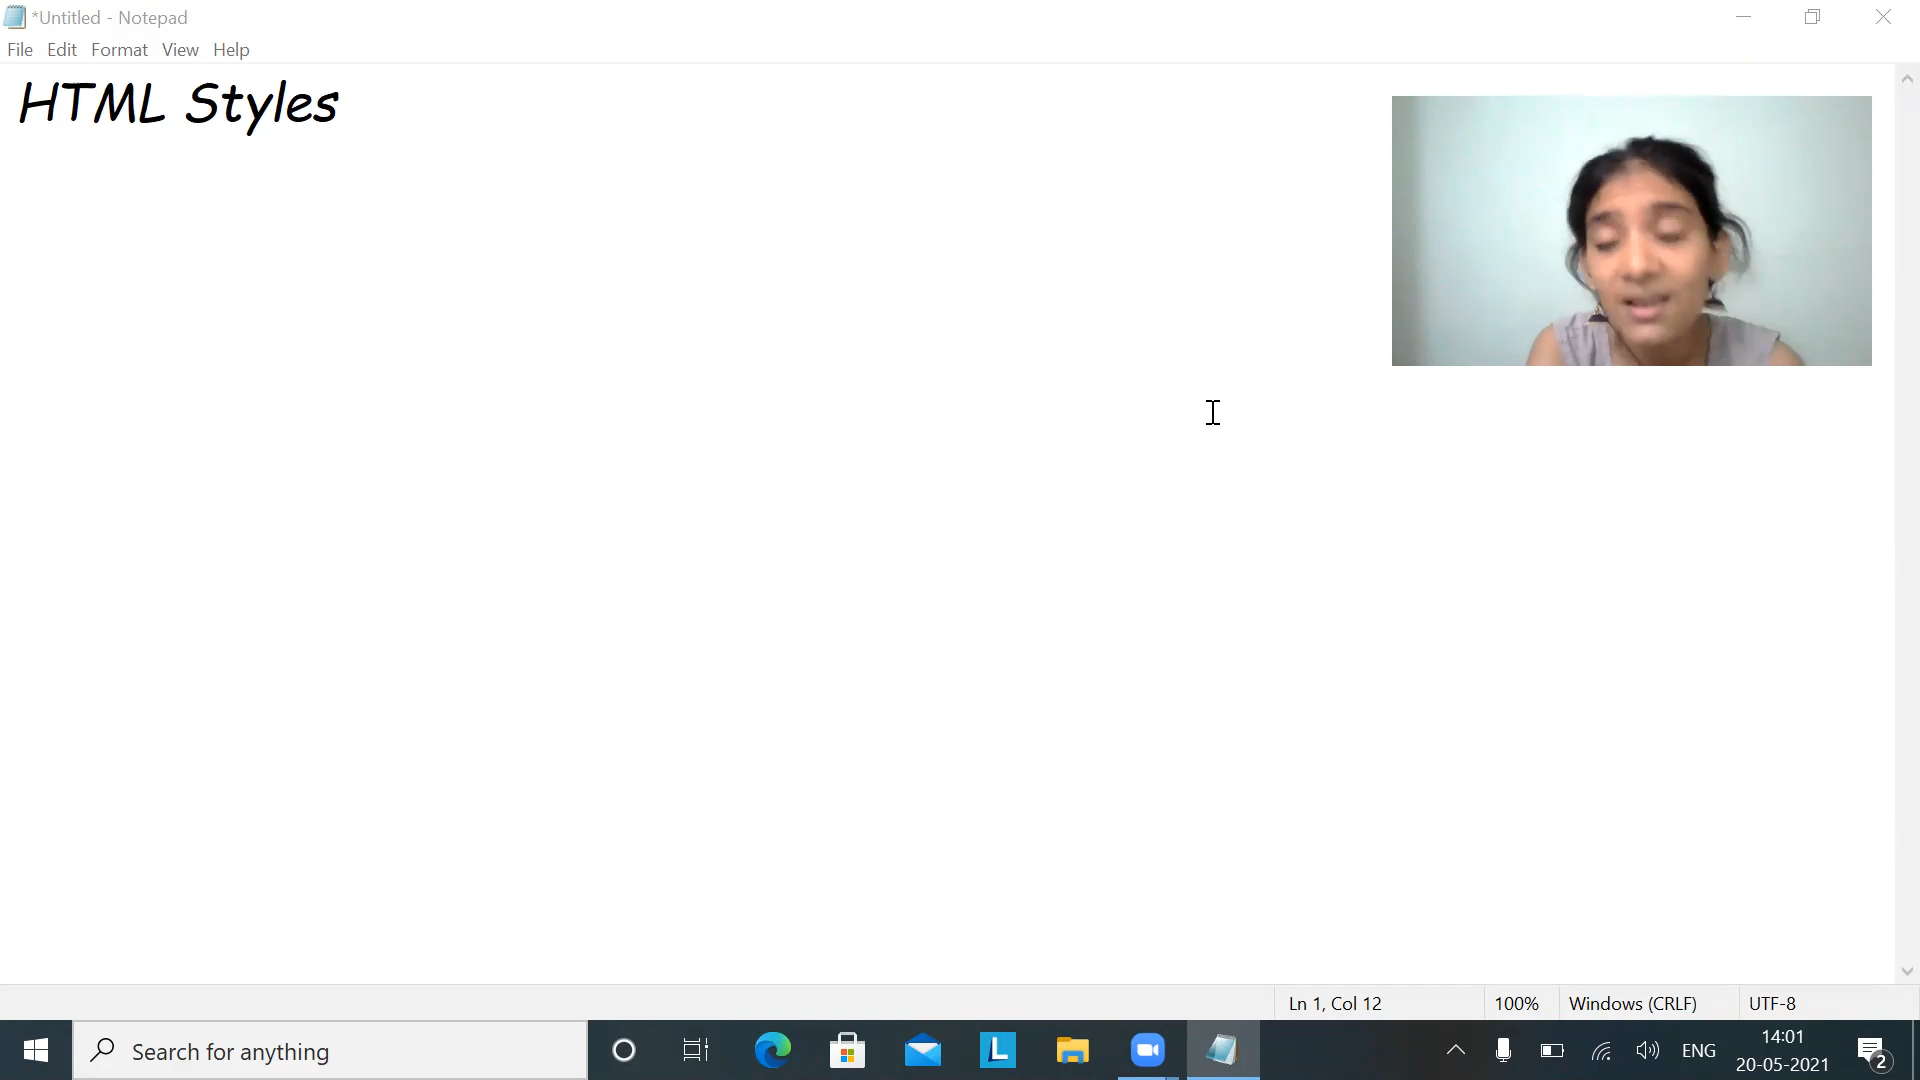 *Untitled - Notepad
File Edit Format View Help
HTML Styles
Ln 1, Col 12 100% Windows (CRLF) UTF-8
Search for anything
L
ENG
14:01
20-05-2021
2